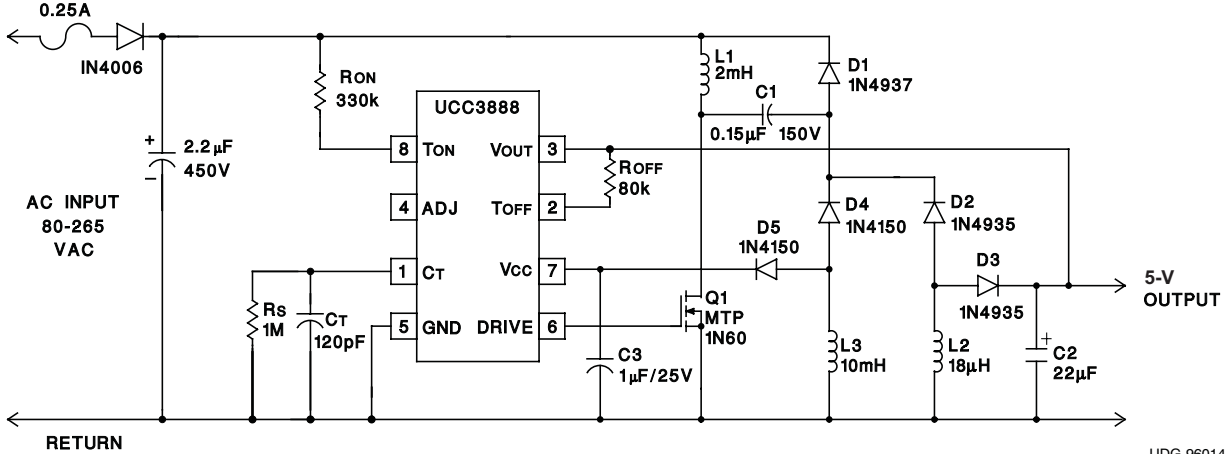 0.25A
IN4006
RON
330k
2.2µF
450V
+
–
AC INPUT
80-265
VAC
UCC3888
8 TON
VOUT 3
4 ADJ
TOFF 2
1 CT
VCC 7
5 GND
DRIVE 6
ROFF
80k
L1
2mH
C1
0.15µF 150V
D1
1N4937
D4
1N4150
D2
1N4935
D5
1N4150
D3
1N4935
5-V
OUTPUT
RS
1M
CT
120pF
Q1
MTP
1N60
C3
1µF/25V
L3
10mH
L2
18µH
+
C2
22µF
RETURN
UDG-96014